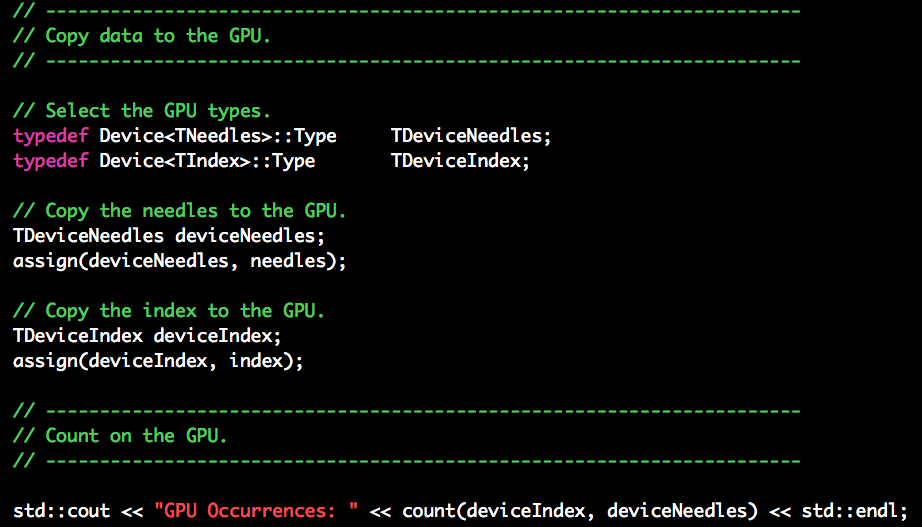 // ----------------------------------------------------------------------
// Copy data to the GPU.
// ----------------------------------------------------------------------
// Select the GPU types.
typedef Device<TNeedles>::Type     TDeviceNeedles;
typedef Device<TIndex>::Type       TDeviceIndex;
// Copy the needles to the GPU.
TDeviceNeedles deviceNeedles;
assign(deviceNeedles, needles);
// Copy the index to the GPU.
TDeviceIndex deviceIndex;
assign(deviceIndex, index);
// ----------------------------------------------------------------------
// Count on the GPU.
// ----------------------------------------------------------------------
std::cout << "GPU Occurrences: " << count(deviceIndex, deviceNeedles) << std::endl;